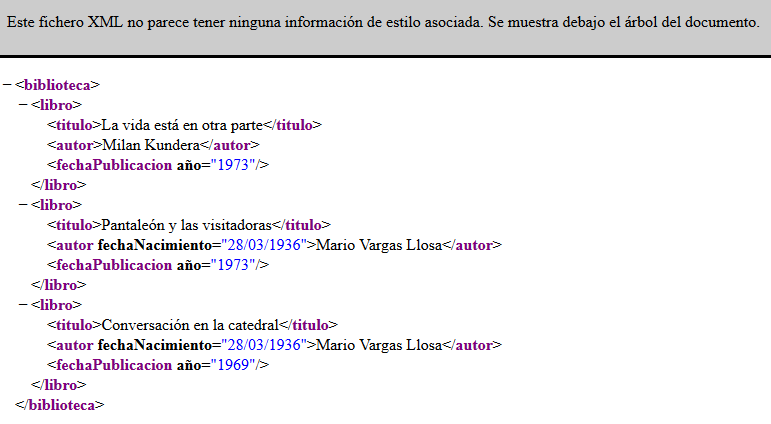 Este fichero XML no parece tener ninguna información de estilo asociada. Se muestra debajo el árbol del documento.
−<biblioteca>
−<libro>
<titulo>La vida está en otra parte</titulo>
<autor>Milan Kundera</autor>
<fechaPublicacion año="1973"/>
</libro>
−<libro>
<titulo>Pantaleón y las visitadoras</titulo>
<autor fechaNacimiento="28/03/1936">Mario Vargas Llosa</autor>
<fechaPublicacion año="1973"/>
</libro>
−<libro>
<titulo>Conversación en la catedral</titulo>
<autor fechaNacimiento="28/03/1936">Mario Vargas Llosa</autor>
<fechaPublicacion año="1969"/>
</libro>
</biblioteca>